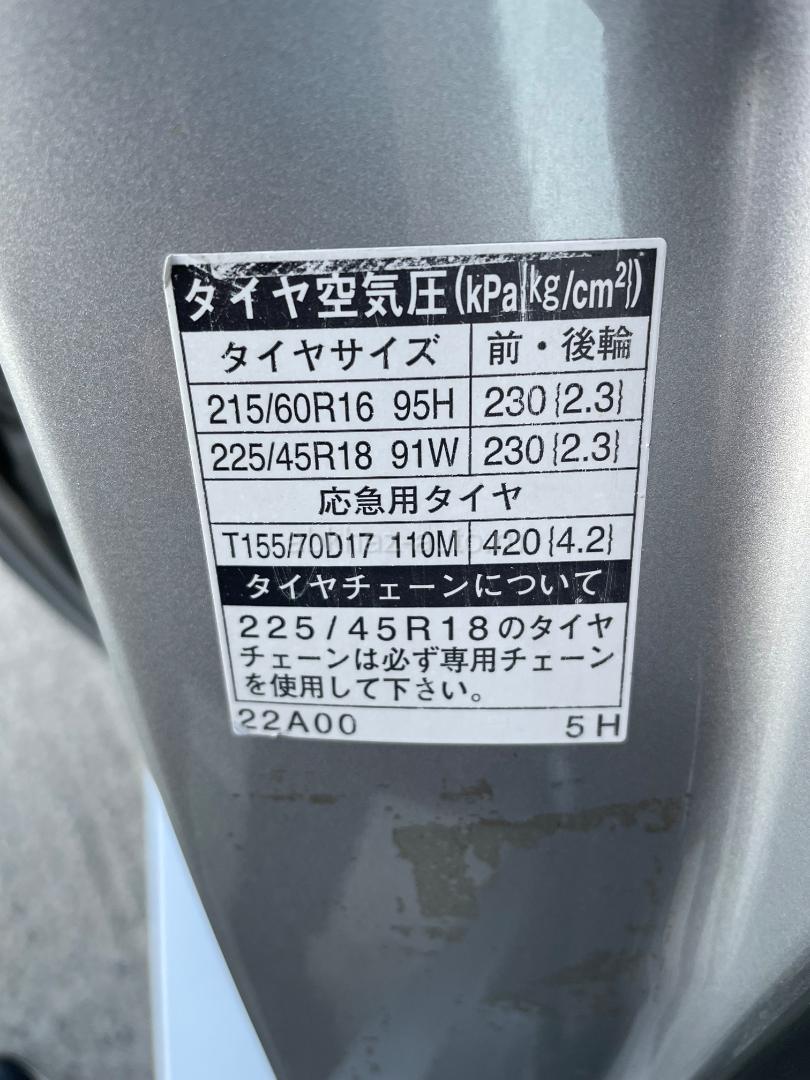 タイヤ空気圧(kPa{kg/cm²})
タイヤサイズ 前・後輪
215/60R16 95H 230{2.3}
225/45R18 91W 230{2.3}
応急用タイヤ
T155/70D17 110M 420{4.2}
タイヤチェーンについて
225/45R18のタイヤ
チェーンは必ず専用チェーン
を使用して下さい。
22A00 5H